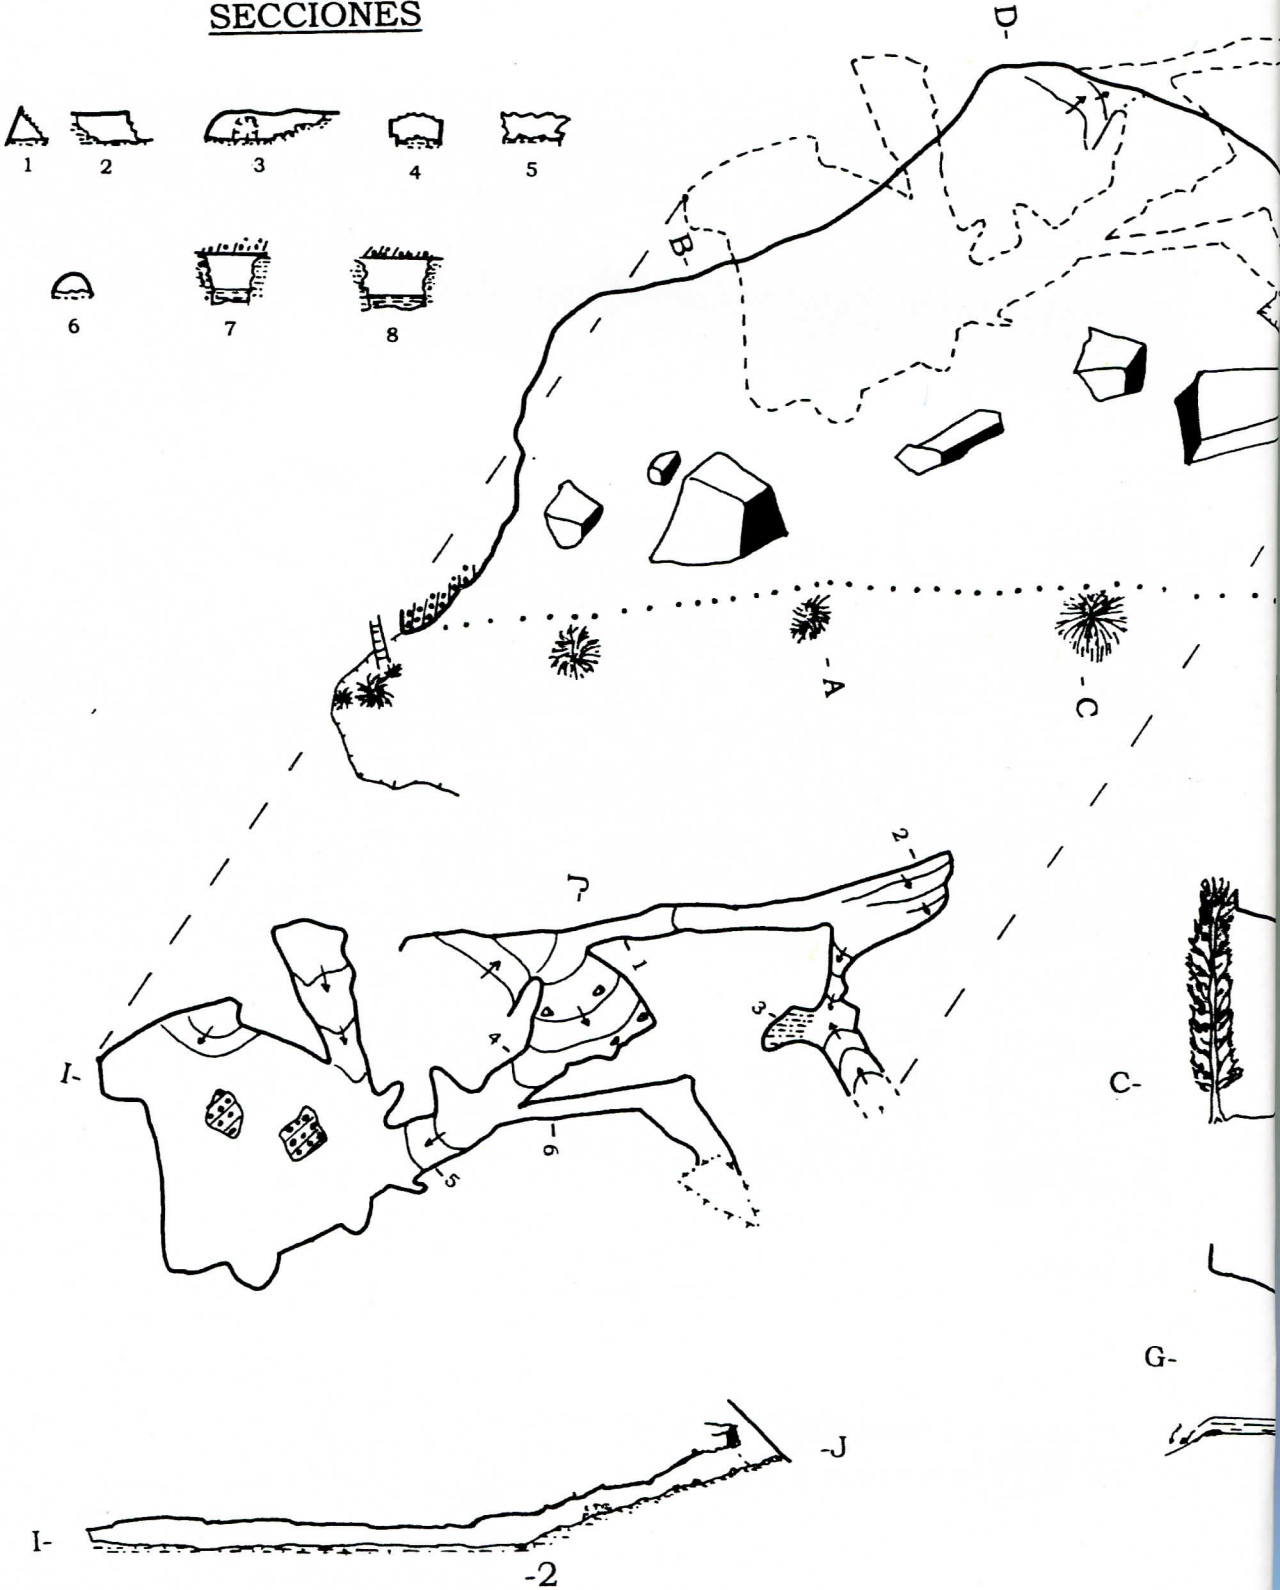 SECCIONES
1 2 3 4 5
6 7 8
D-
B-
-A
-C
2-
J-
1
3-
4-
I-
5
6
C-
G-
-J
I-
-2